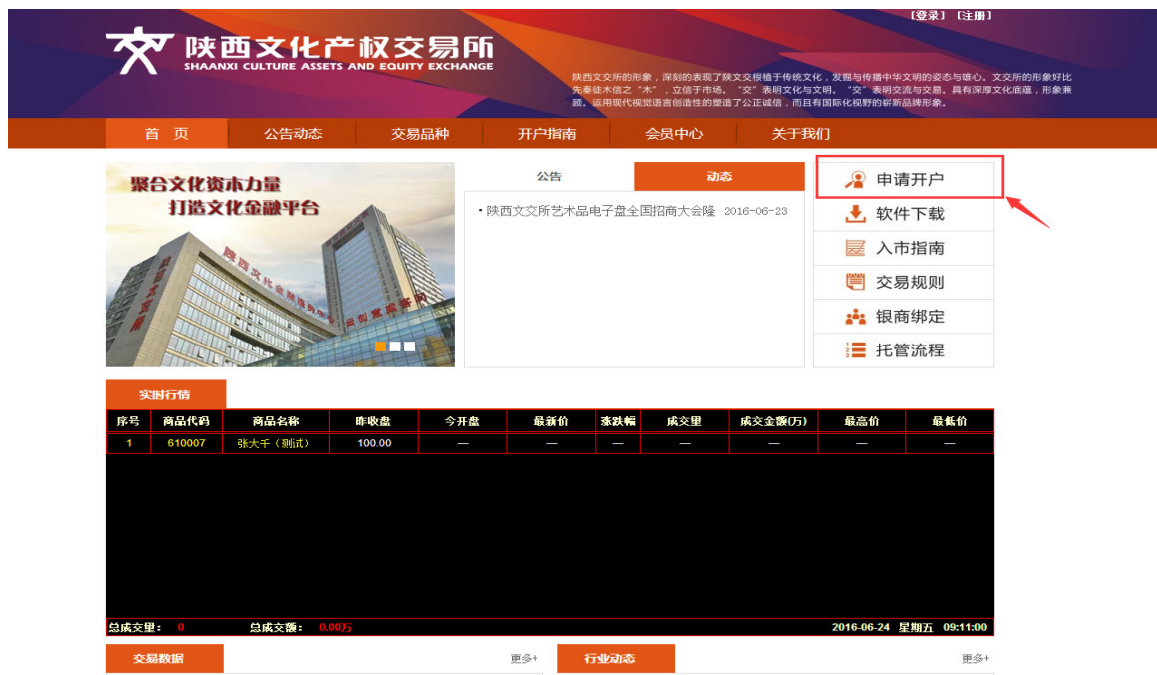 【登录】 【注册】
陕西文化产权交易所
SHAANXI CULTURE ASSETS AND EQUITY EXCHANGE
陕西文交所的形象，深刻的表现了陕文交根植于传统文化，发掘与传播中华文明的姿态与雄心。文交所的形象好比
先秦徙木信之“木”，立信于市场。“交”表明文化与文明。“交”表明交流与交易。具有深厚文化底蕴，形象兼
顾。运用现代视觉语言创造性的塑造了公正诚信，而且有国际化视野的崭新品牌形象。
首 页 公告动态 交易品种 开户指南 会员中心 关于我们
聚合文化资本力量
打造文化金融平台
公告 动态
·陕西文交所艺术品电子盘全国招商大会隆 2016-06-23
申请开户
软件下载
入市指南
交易规则
银商绑定
托管流程
实时行情
序号 商品代码 商品名称 昨收盘 今开盘 最新价 涨跌幅 成交量 成交金额(万) 最高价 最低价
1 610007 张大千（测试） 100.00 — — — — — — —
总成交量： 0 总成交额： 0.00万 2016-06-24 星期五 09:11:00
交易数据 更多+ 行业动态 更多+